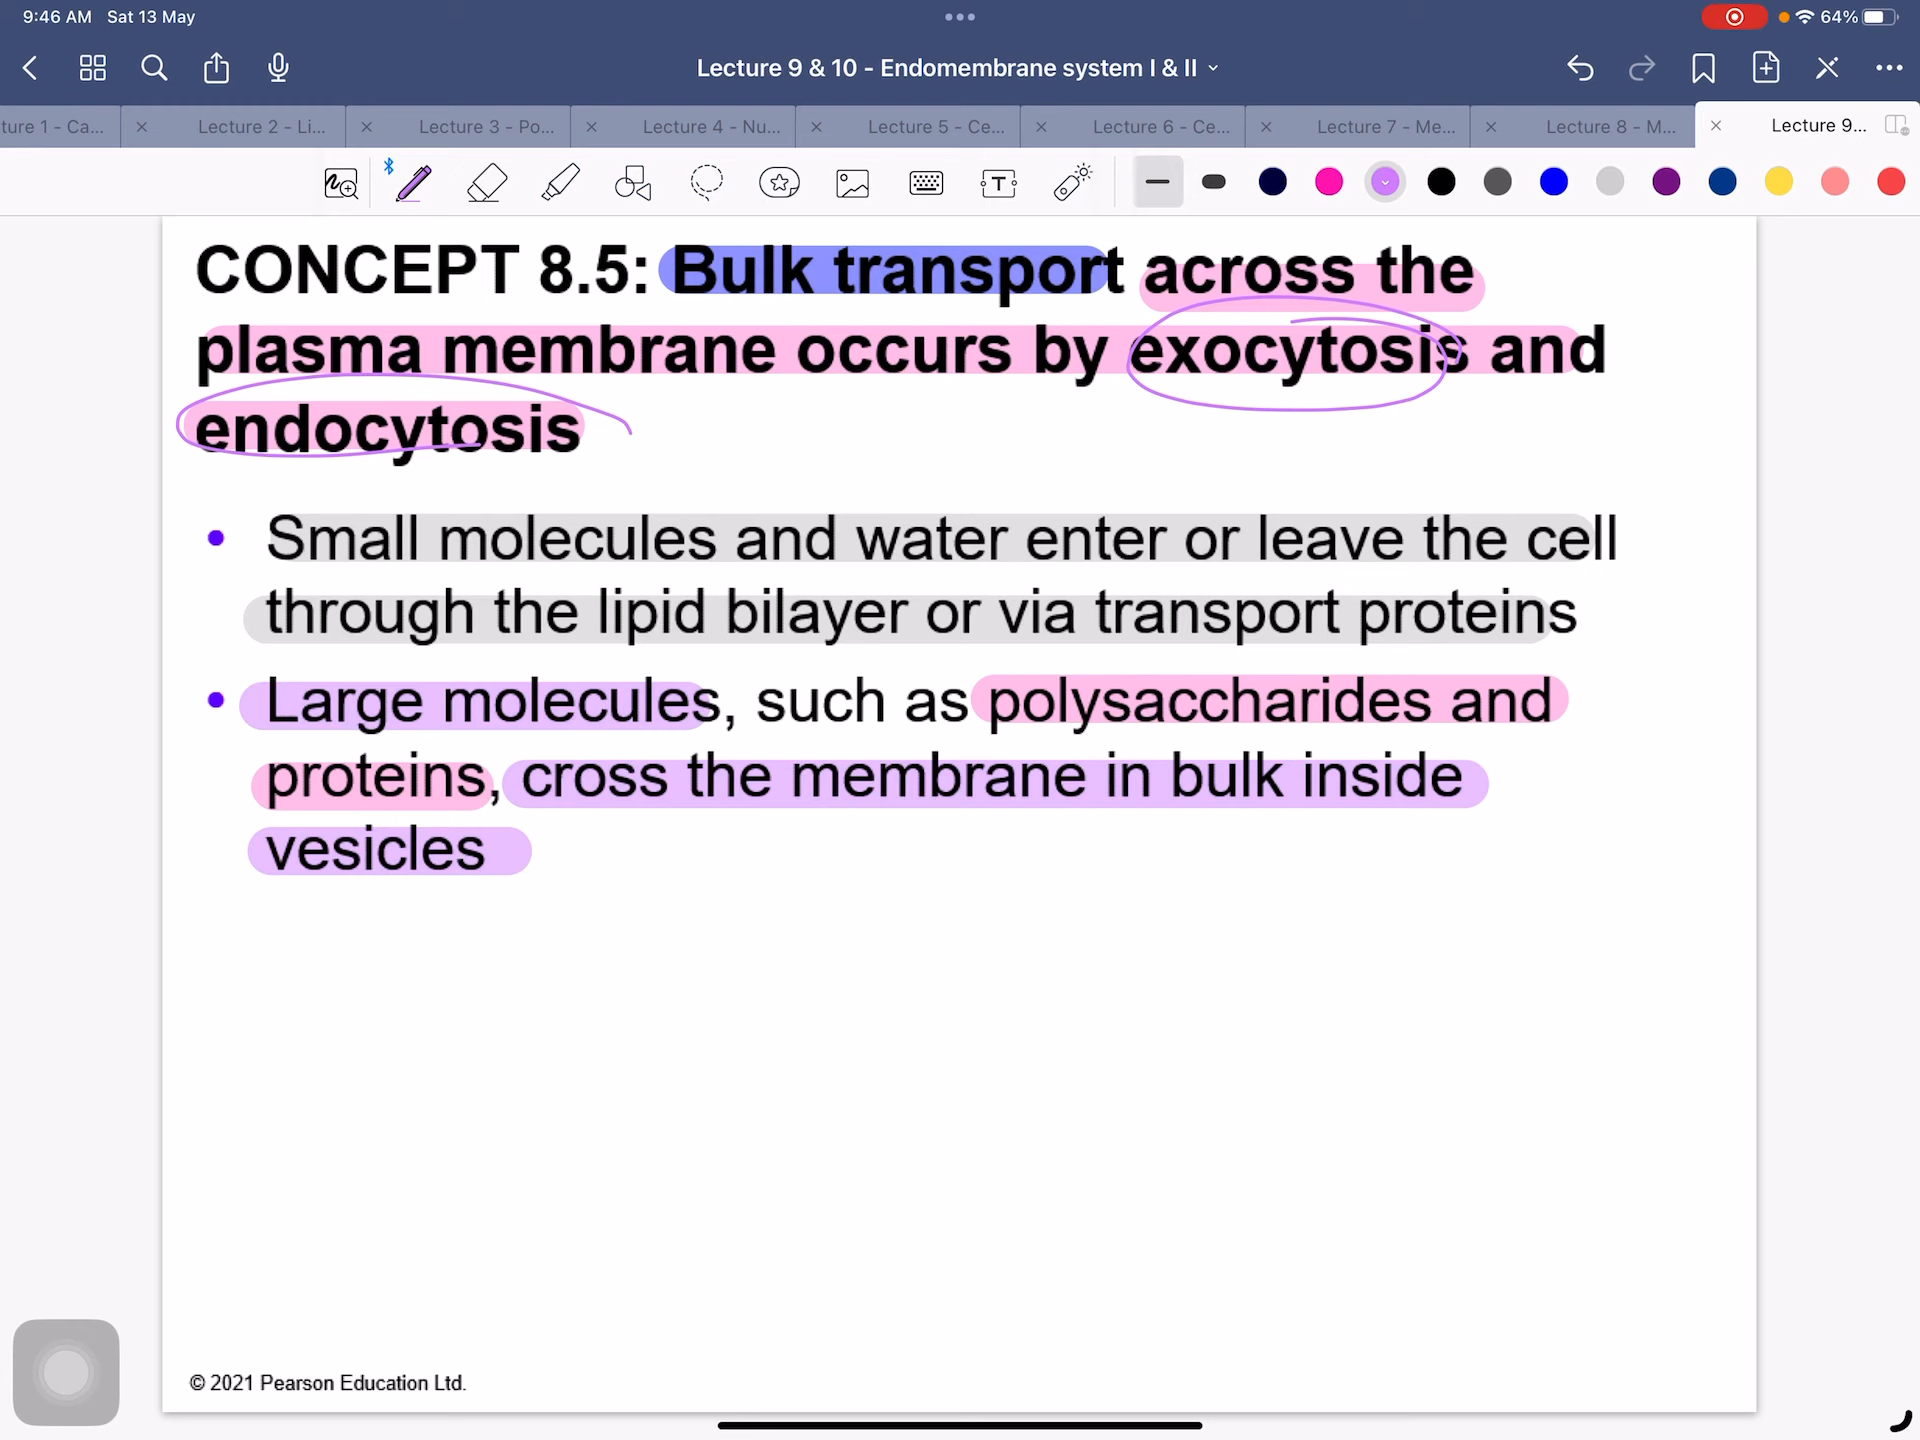 9:46 AM Sat 13 May
64%
Lecture 9 & 10 - Endomembrane system I & II
ture 1 - Ca...
Lecture 2 - Li...
Lecture 3 - Po...
Lecture 4 - Nu...
Lecture 5 - Ce...
Lecture 6 - Ce...
Lecture 7 - Me...
Lecture 8 - M...
Lecture 9...
T
CONCEPT 8.5: Bulk transport across the
plasma membrane occurs by exocytosis and
endocytosis
• Small molecules and water enter or leave the cell
through the lipid bilayer or via transport proteins
• Large molecules, such as polysaccharides and
proteins, cross the membrane in bulk inside
vesicles
© 2021 Pearson Education Ltd.